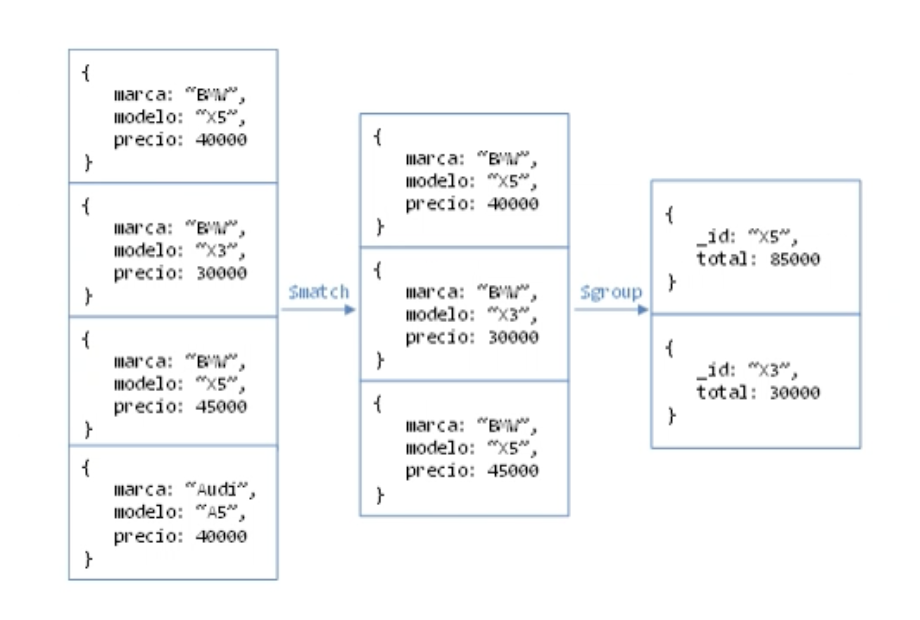 {
marca: "BMW",
modelo: "X5",
precio: 40000
}
{
marca: "BMW",
modelo: "X3",
precio: 30000
}
{
marca: "BMW",
modelo: "X5",
precio: 45000
}
{
marca: "Audi",
modelo: "A5",
precio: 40000
}
$match
{
marca: "BMW",
modelo: "X5",
precio: 40000
}
{
marca: "BMW",
modelo: "X3",
precio: 30000
}
{
marca: "BMW",
modelo: "X5",
precio: 45000
}
$group
{
_id: "X5",
total: 85000
}
{
_id: "X3",
total: 30000
}